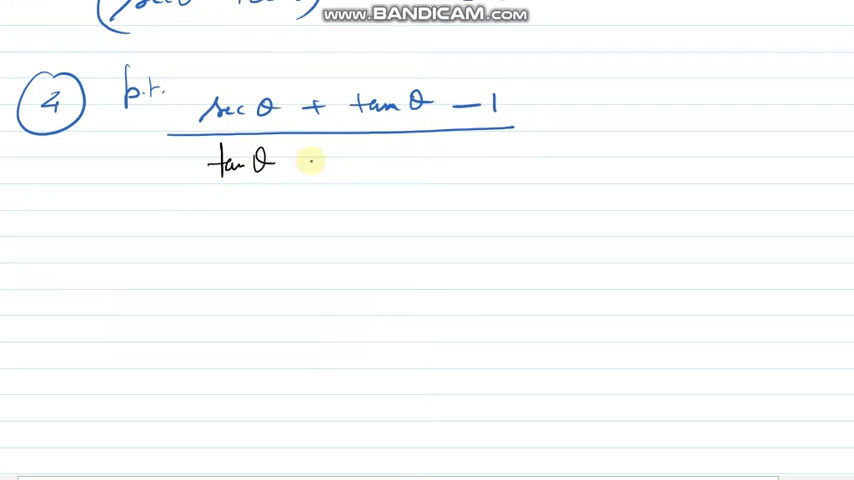 www.BANDICAM.com
4 p.t. sec θ + tan θ - 1
tan θ